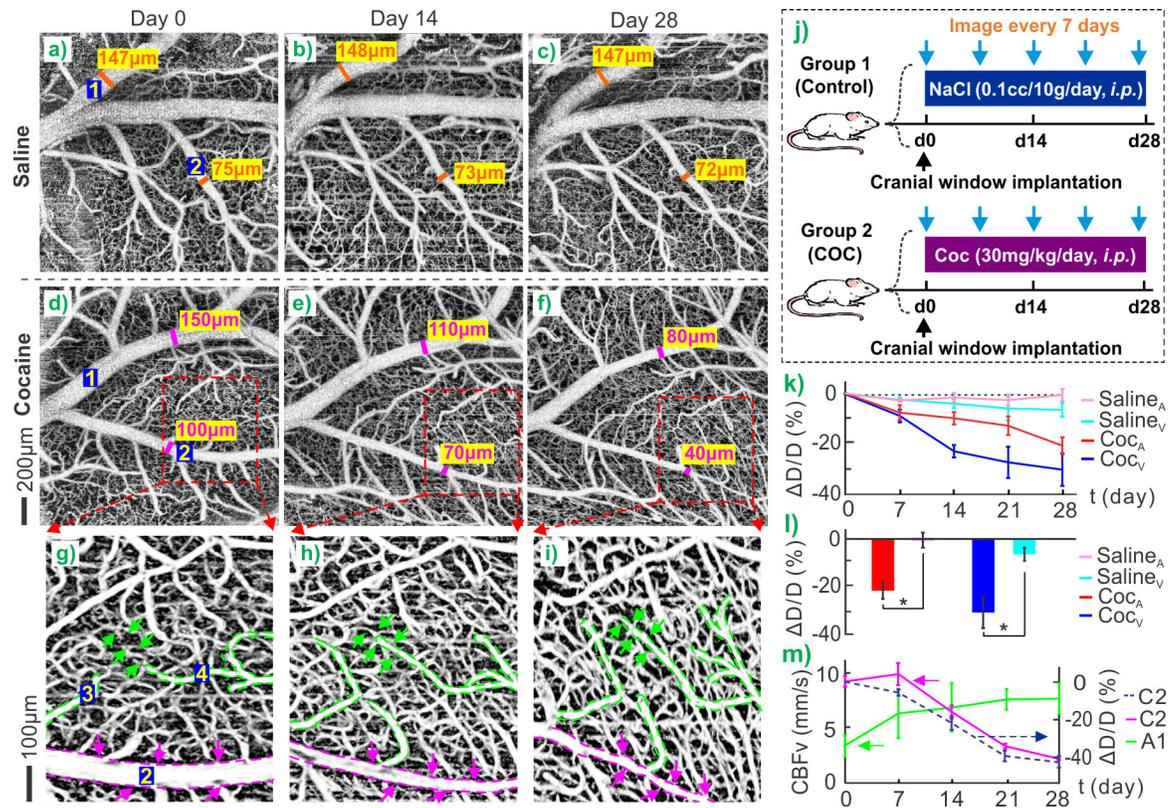 Day 0
Day 14
Day 28
Saline
a)
147μm
1
2
75μm
b)
148μm
73μm
c)
147μm
72μm
Cocaine
200μm
d)
150μm
1
100μm
2
e)
110μm
70μm
f)
80μm
40μm
100μm
g)
3
4
2
h)
i)
j)
Image every 7 days
Group 1
(Control)
NaCl (0.1cc/10g/day, i.p.)
d0
d14
d28
Cranial window implantation
Group 2
(COC)
Coc (30mg/kg/day, i.p.)
d0
d14
d28
Cranial window implantation
k)
ΔD/D (%)
0
-20
-40
0
7
14
21
28
t (day)
SalineA
SalineV
CocA
CocV
l)
ΔD/D (%)
0
-20
-40
*
*
SalineA
SalineV
CocA
CocV
m)
CBFv (mm/s)
10
5
0
0
7
14
21
28
t (day)
0
-20
-40
ΔD/D (%)
C2
C2
A1